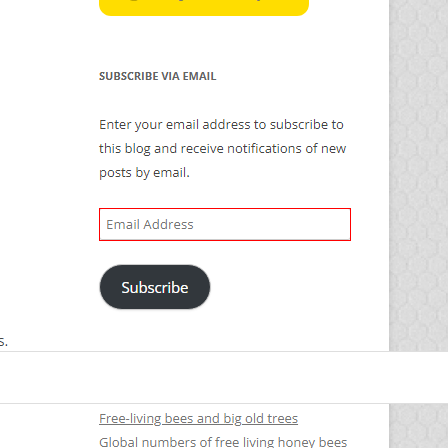 SUBSCRIBE VIA EMAIL
Enter your email address to subscribe to
this blog and receive notifications of new
posts by email.
Email Address
Subscribe
s.
Free-living bees and big old trees
Global numbers of free living honey bees